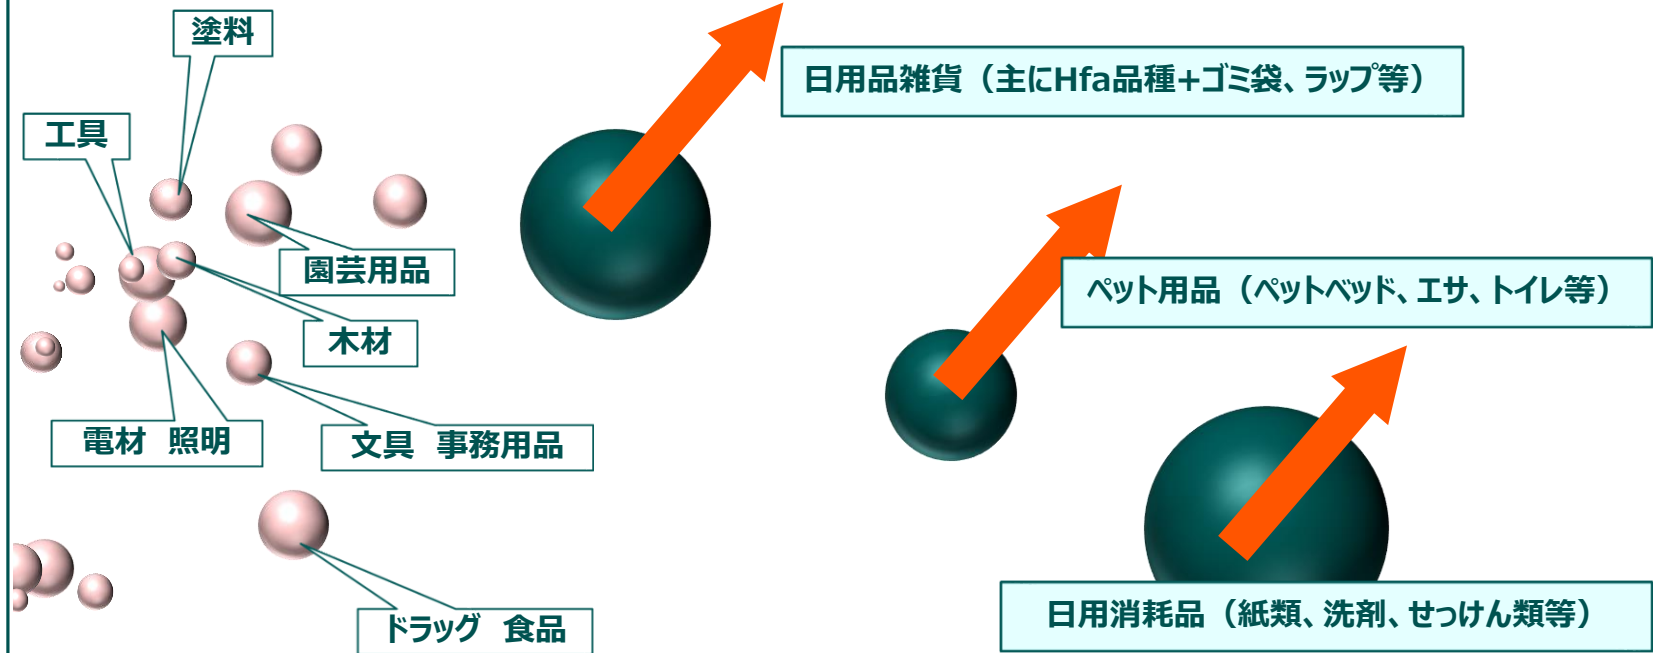 塗料
日用品雑貨（主にHfa品種+ゴミ袋、ラップ等）
工具
園芸用品
ペット用品（ペットベッド、エサ、トイレ等）
木材
電材　照明
文具　事務用品
日用消耗品（紙類、洗剤、せっけん類等）
ドラッグ　食品